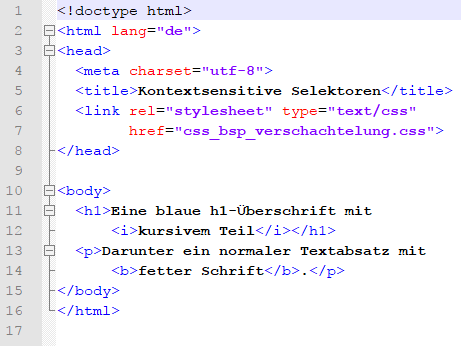 1 <!doctype html>
2 <html lang="de">
3 <head>
4 <meta charset="utf-8">
5 <title>Kontextsensitive Selektoren</title>
6 <link rel="stylesheet" type="text/css"
7 href="css_bsp_verschachtelung.css">
8 </head>
9
10 <body>
11 <h1>Eine blaue h1-Überschrift mit
12 <i>kursivem Teil</i></h1>
13 <p>Darunter ein normaler Textabsatz mit
14 <b>fetter Schrift</b>.</p>
15 </body>
16 </html>
17